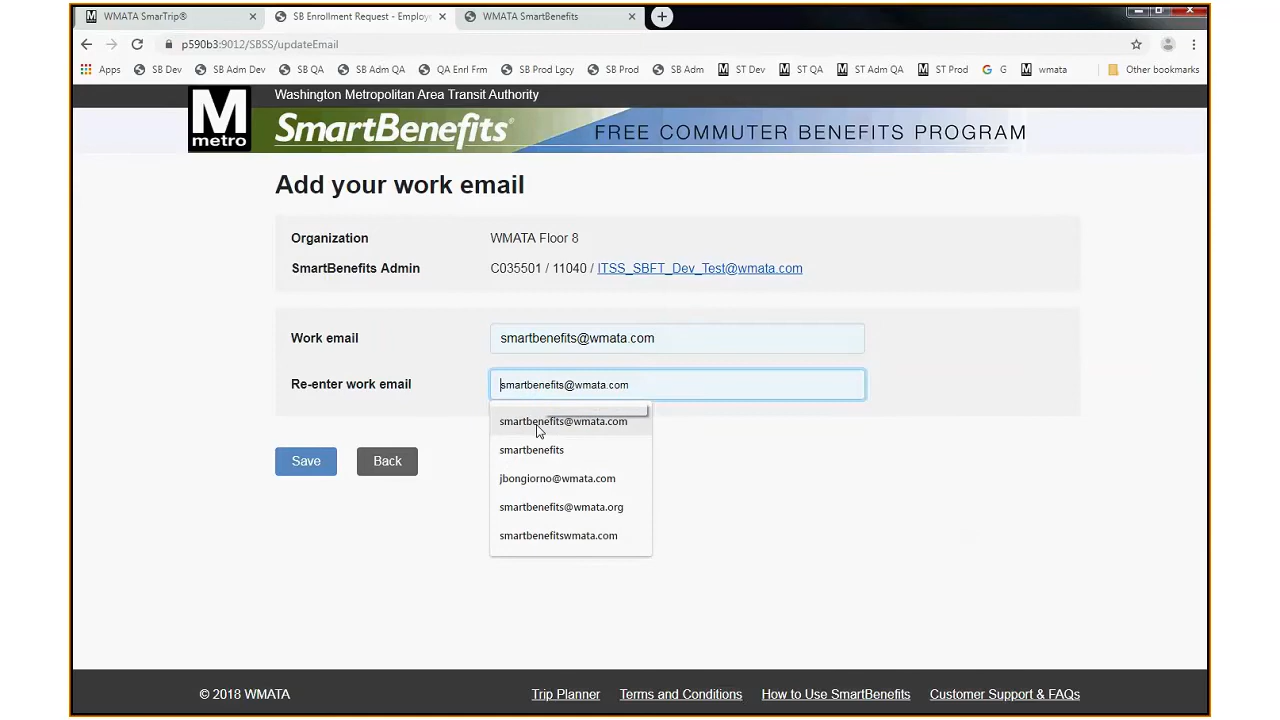 WMATA SmarTrip®
SB Enrollment Request - Employe
WMATA SmartBenefits
p590b3:9012/SBSS/updateEmail
Apps
SB Dev
SB Adm Dev
SB QA
SB Adm QA
QA Enrl Frm
SB Prod Lgcy
SB Prod
SB Adm
ST Dev
ST QA
ST Adm QA
ST Prod
G
wmata
Other bookmarks
Washington Metropolitan Area Transit Authority
M
metro
SmartBenefits®
FREE COMMUTER BENEFITS PROGRAM
Add your work email
Organization WMATA Floor 8
SmartBenefits Admin C035501 / 11040 / ITSS_SBFT_Dev_Test@wmata.com
Work email smartbenefits@wmata.com
Re-enter work email smartbenefits@wmata.com
smartbenefits@wmata.com
smartbenefits
jbongiorno@wmata.com
smartbenefits@wmata.org
smartbenefitswmata.com
Save Back
© 2018 WMATA
Trip Planner Terms and Conditions How to Use SmartBenefits Customer Support & FAQs